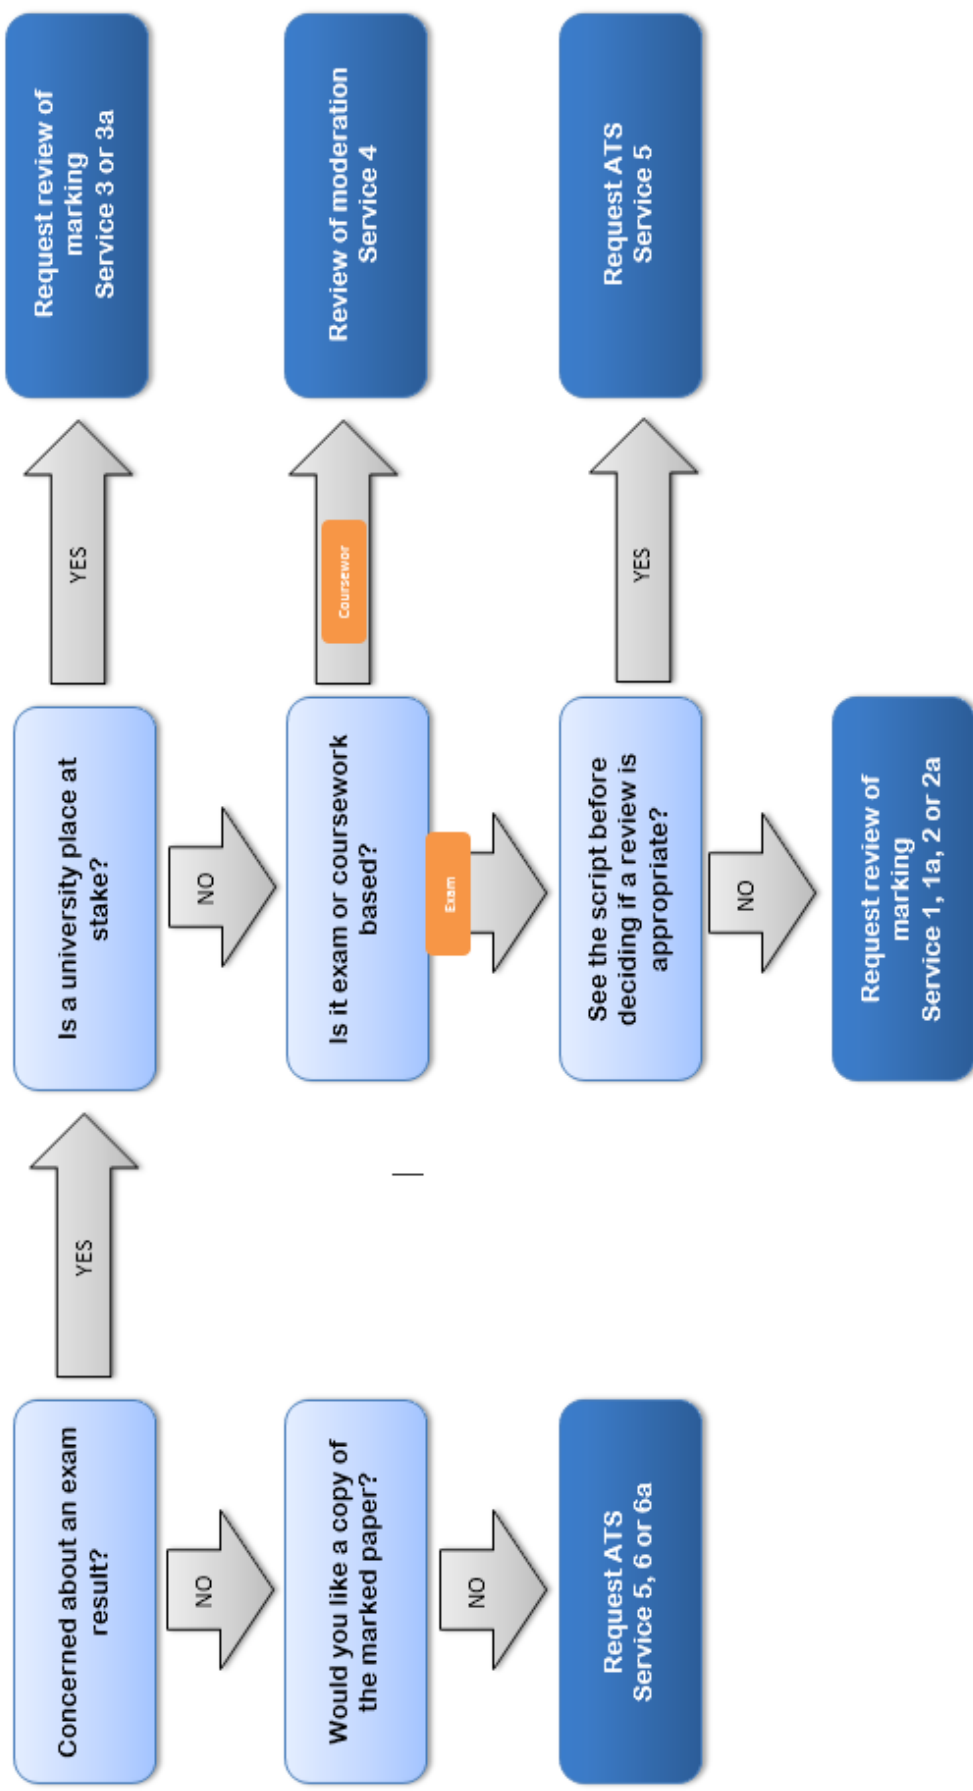 Concerned about an exam
result?
YES
Is a university place at
stake?
YES
Request review of
marking
Service 3 or 3a
NO
NO
Would you like a copy of
the marked paper?
Is it exam or coursework
based?
Coursewor
Review of moderation
Service 4
NO
Exam
Request ATS
Service 5, 6 or 6a
See the script before
deciding if a review is
appropriate?
YES
Request ATS
Service 5
NO
Request review of
marking
Service 1, 1a, 2 or 2a